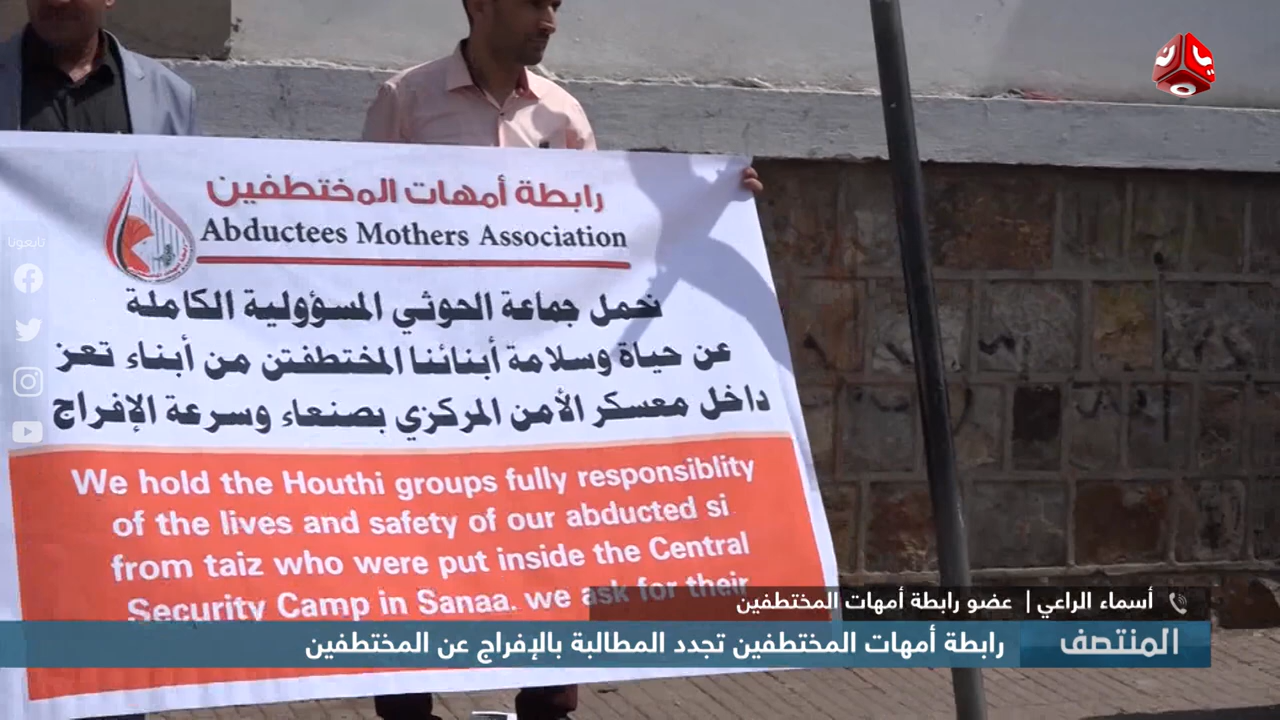 رابطة أمهات المختطفين
Abductees Mothers Association
نحمل جماعة الحوثي المسؤولية الكاملة
عن حياة وسلامة أبنائنا المختطفتن من أبناء تعز
داخل معسكر الأمن المركزي بصنعاء وسرعة الإفراج
We hold the Houthi groups fully responsiblity
of the lives and safety of our abducted si
from taiz who were put inside the Central
Security Camp in Sanaa. we ask for their
تابعونا
يمن
أسماء الراعي | عضو رابطة أمهات المختطفين
المنتصف
رابطة أمهات المختطفين تجدد المطالبة بالإفراج عن المختطفين